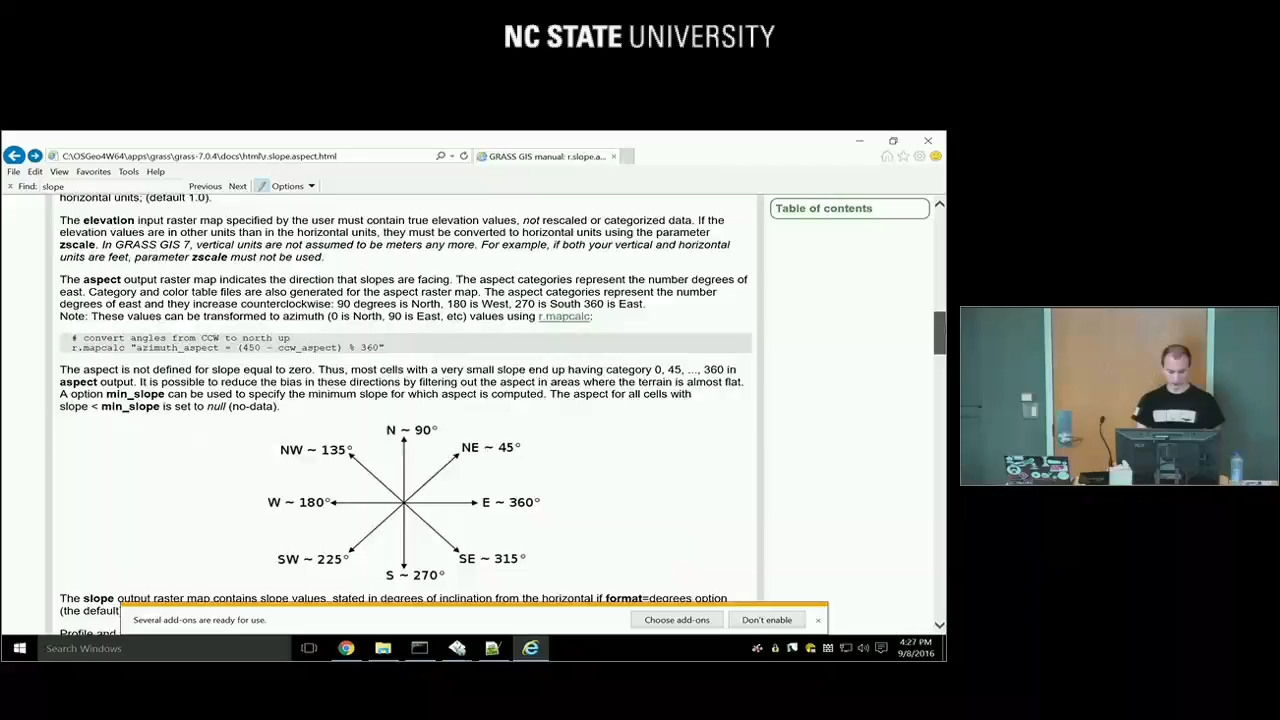 NC STATE UNIVERSITY
C:\OSGeo4W64\apps\grass\grass-7.0.4\docs\html\r.slope.aspect.html
GRASS GIS manual: r.slope.a...
File Edit View Favorites Tools Help
Find: slope Previous Next Options
horizontal units; (default 1.0).
The elevation input raster map specified by the user must contain true elevation values, not rescaled or categorized data. If the
elevation values are in other units than in the horizontal units, they must be converted to horizontal units using the parameter
zscale. In GRASS GIS 7, vertical units are not assumed to be meters any more. For example, if both your vertical and horizontal
units are feet, parameter zscale must not be used.
The aspect output raster map indicates the direction that slopes are facing. The aspect categories represent the number degrees of
east. Category and color table files are also generated for the aspect raster map. The aspect categories represent the number
degrees of east and they increase counterclockwise: 90 degrees is North, 180 is West, 270 is South 360 is East.
Note: These values can be transformed to azimuth (0 is North, 90 is East, etc) values using r.mapcalc:
# convert angles from CCW to north up
r.mapcalc "azimuth_aspect = (450 - ccw_aspect) % 360"
The aspect is not defined for slope equal to zero. Thus, most cells with a very small slope end up having category 0, 45, ..., 360 in
aspect output. It is possible to reduce the bias in these directions by filtering out the aspect in areas where the terrain is almost flat.
A option min_slope can be used to specify the minimum slope for which aspect is computed. The aspect for all cells with
slope < min_slope is set to null (no-data).
N ~ 90°
NW ~ 135°
NE ~ 45°
W ~ 180°
E ~ 360°
SW ~ 225°
SE ~ 315°
S ~ 270°
The slope output raster map contains slope values, stated in degrees of inclination from the horizontal if format=degrees option
(the default
Profile and
Table of contents
Several add-ons are ready for use.
Choose add-ons
Don't enable
Search Windows
4:27 PM
9/8/2016